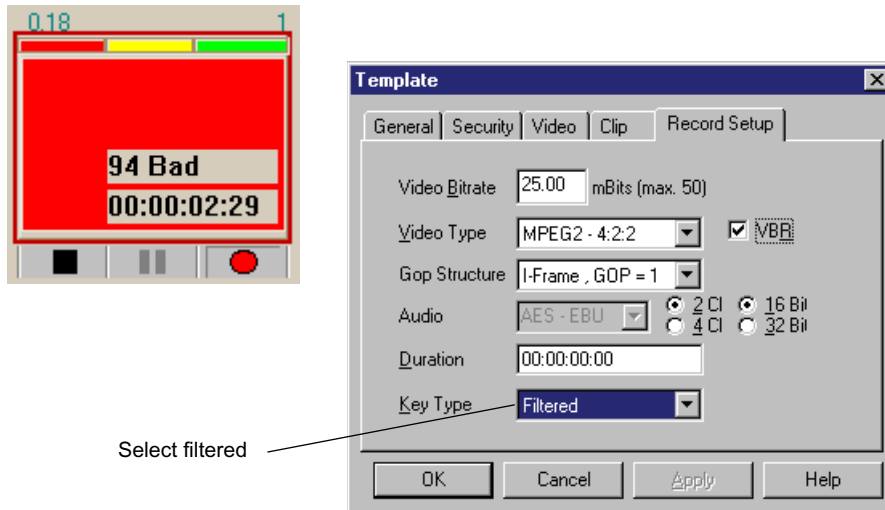 0.18 1
94 Bad
00:00:02:29
Template
General Security Video Clip Record Setup
Video Bitrate 25.00 mBits (max. 50)
Video Type MPEG2 - 4:2:2 VBR
Gop Structure I-Frame , GOP = 1
Audio AES - EBU 2 Cl 16 Bil
4 Cl 32 Bil
Duration 00:00:00:00
Key Type Filtered
Select filtered
OK Cancel Apply Help